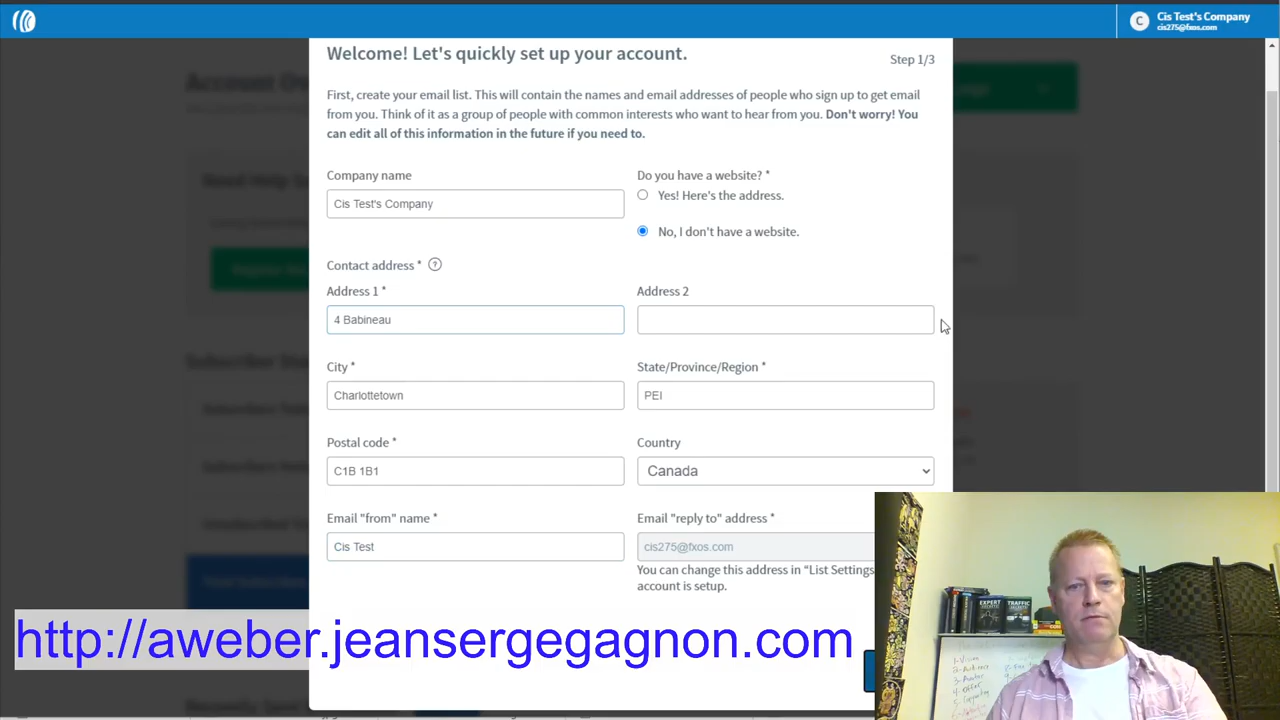 Cis Test's Company
C
cis275@fxos.com
Welcome! Let's quickly set up your account.
Step 1/3
First, create your email list. This will contain the names and email addresses of people who sign up to get email
from you. Think of it as a group of people with common interests who want to hear from you. Don't worry! You
can edit all of this information in the future if you need to.
Company name
Cis Test's Company
Do you have a website? *
Yes! Here's the address.
No, I don't have a website.
Contact address * ?
Address 1 *
4 Babineau
Address 2
City *
Charlottetown
State/Province/Region *
PEI
Postal code *
C1B 1B1
Country
Canada
Email "from" name *
Cis Test
Email "reply to" address *
cis275@fxos.com
You can change this address in “List Settings
account is setup.
http://aweber.jeansergegagnon.com
EXPERT
SECRETS
TRAFFIC
SECRETS